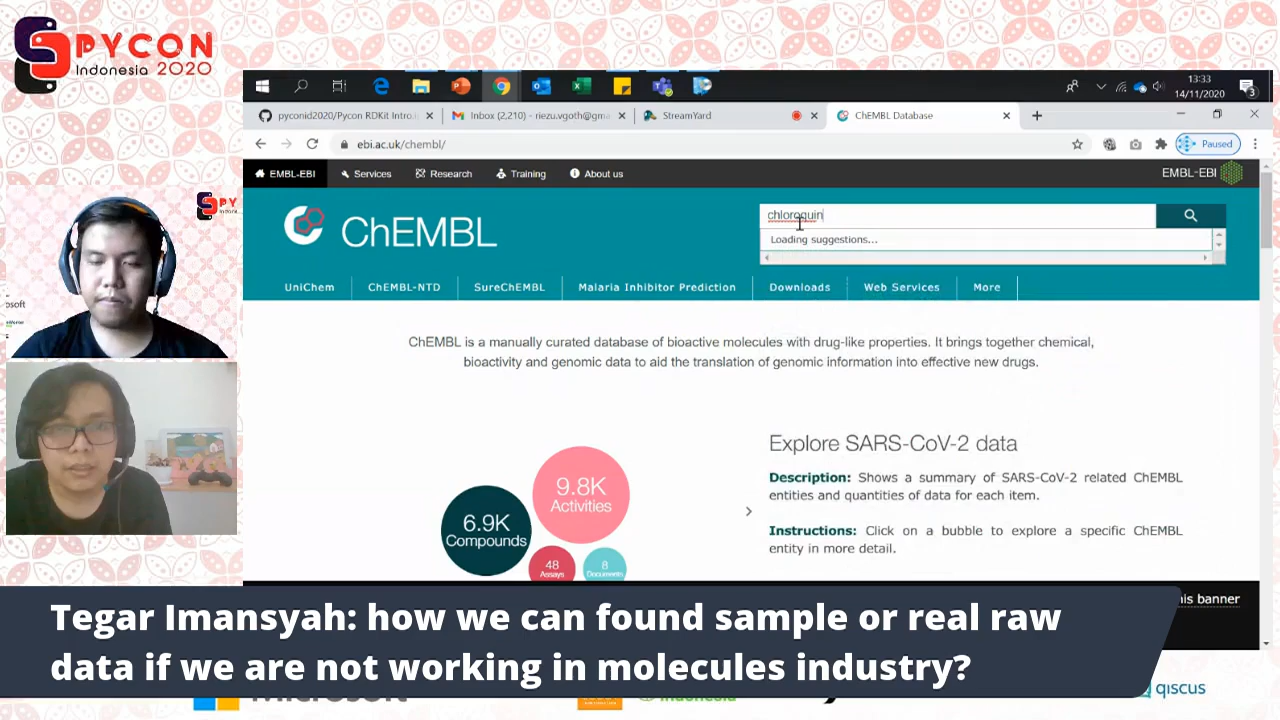 PYCON
Indonesia 2020
13:33
14/11/2020
3
pyconid2020/Pycon RDKit Intro.i
Inbox (2,210) - riezu.vgoth@gma
StreamYard
ChEMBL Database
ebi.ac.uk/chembl/
Paused
EMBL-EBI
Services
Research
Training
About us
EMBL-EBI
ChEMBL
chloroquin
Loading suggestions...
UniChem
ChEMBL-NTD
SureChEMBL
Malaria Inhibitor Prediction
Downloads
Web Services
More
ChEMBL is a manually curated database of bioactive molecules with drug-like properties. It brings together chemical,
bioactivity and genomic data to aid the translation of genomic information into effective new drugs.
9.8K
Activities
6.9K
Compounds
48
Assays
8
Documents
Explore SARS-CoV-2 data
Description: Shows a summary of SARS-CoV-2 related ChEMBL
entities and quantities of data for each item.
Instructions: Click on a bubble to explore a specific ChEMBL
entity in more detail.
his banner
Tegar Imansyah: how we can found sample or real raw
data if we are not working in molecules industry?
qiscus